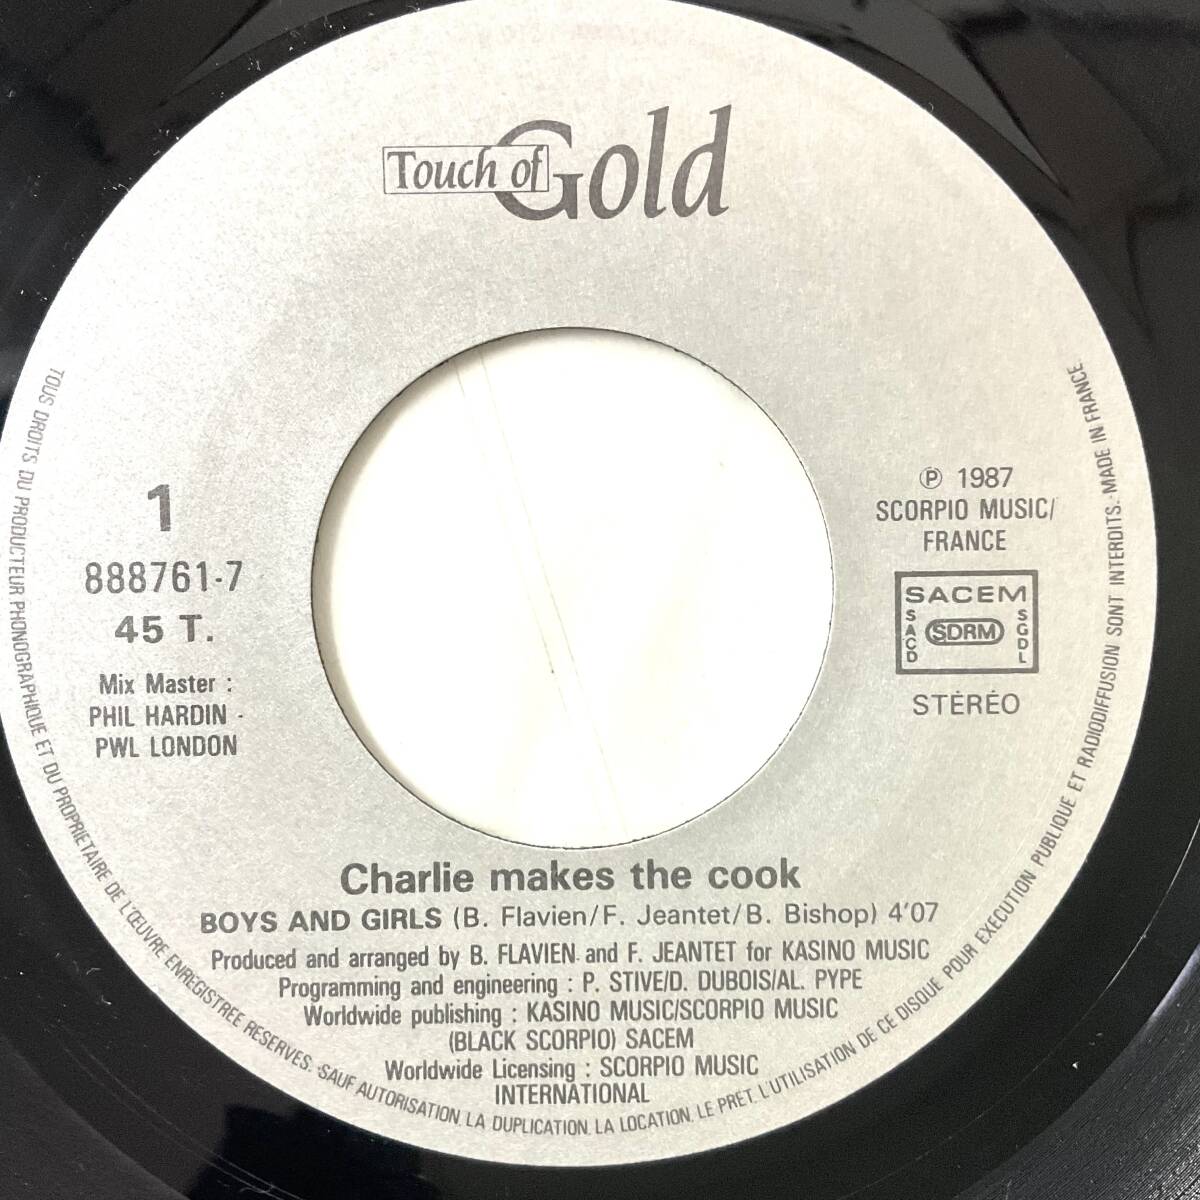 Touch of Gold
1
888761-7
45 T.
Mix Master :
PHIL HARDIN -
PWL LONDON
℗ 1987
SCORPIO MUSIC/
FRANCE
SACEM
SACD
SDRM
SGDL
STÉRÉO
Charlie makes the cook
BOYS AND GIRLS (B. Flavien/F. Jeantet/B. Bishop) 4'07
Produced and arranged by B. FLAVIEN and F. JEANTET for KASINO MUSIC
Programming and engineering : P. STIVE/D. DUBOIS/AL. PYPE
Worldwide publishing : KASINO MUSIC/SCORPIO MUSIC
(BLACK SCORPIO) SACEM
Worldwide Licensing : SCORPIO MUSIC
INTERNATIONAL
TOUS DROITS DU PRODUCTEUR PHONOGRAPHIQUE ET DU PROPRIETAIRE DE L'ŒUVRE ENREGISTREE RESERVES. SAUF AUTORISATION LA DUPLICATION. LA LOCATION. LE PRET. L'UTILISATION DE CE DISQUE POUR EXECUTION PUBLIQUE ET RADIODIFFUSION SONT INTERDITS. MADE IN FRANCE